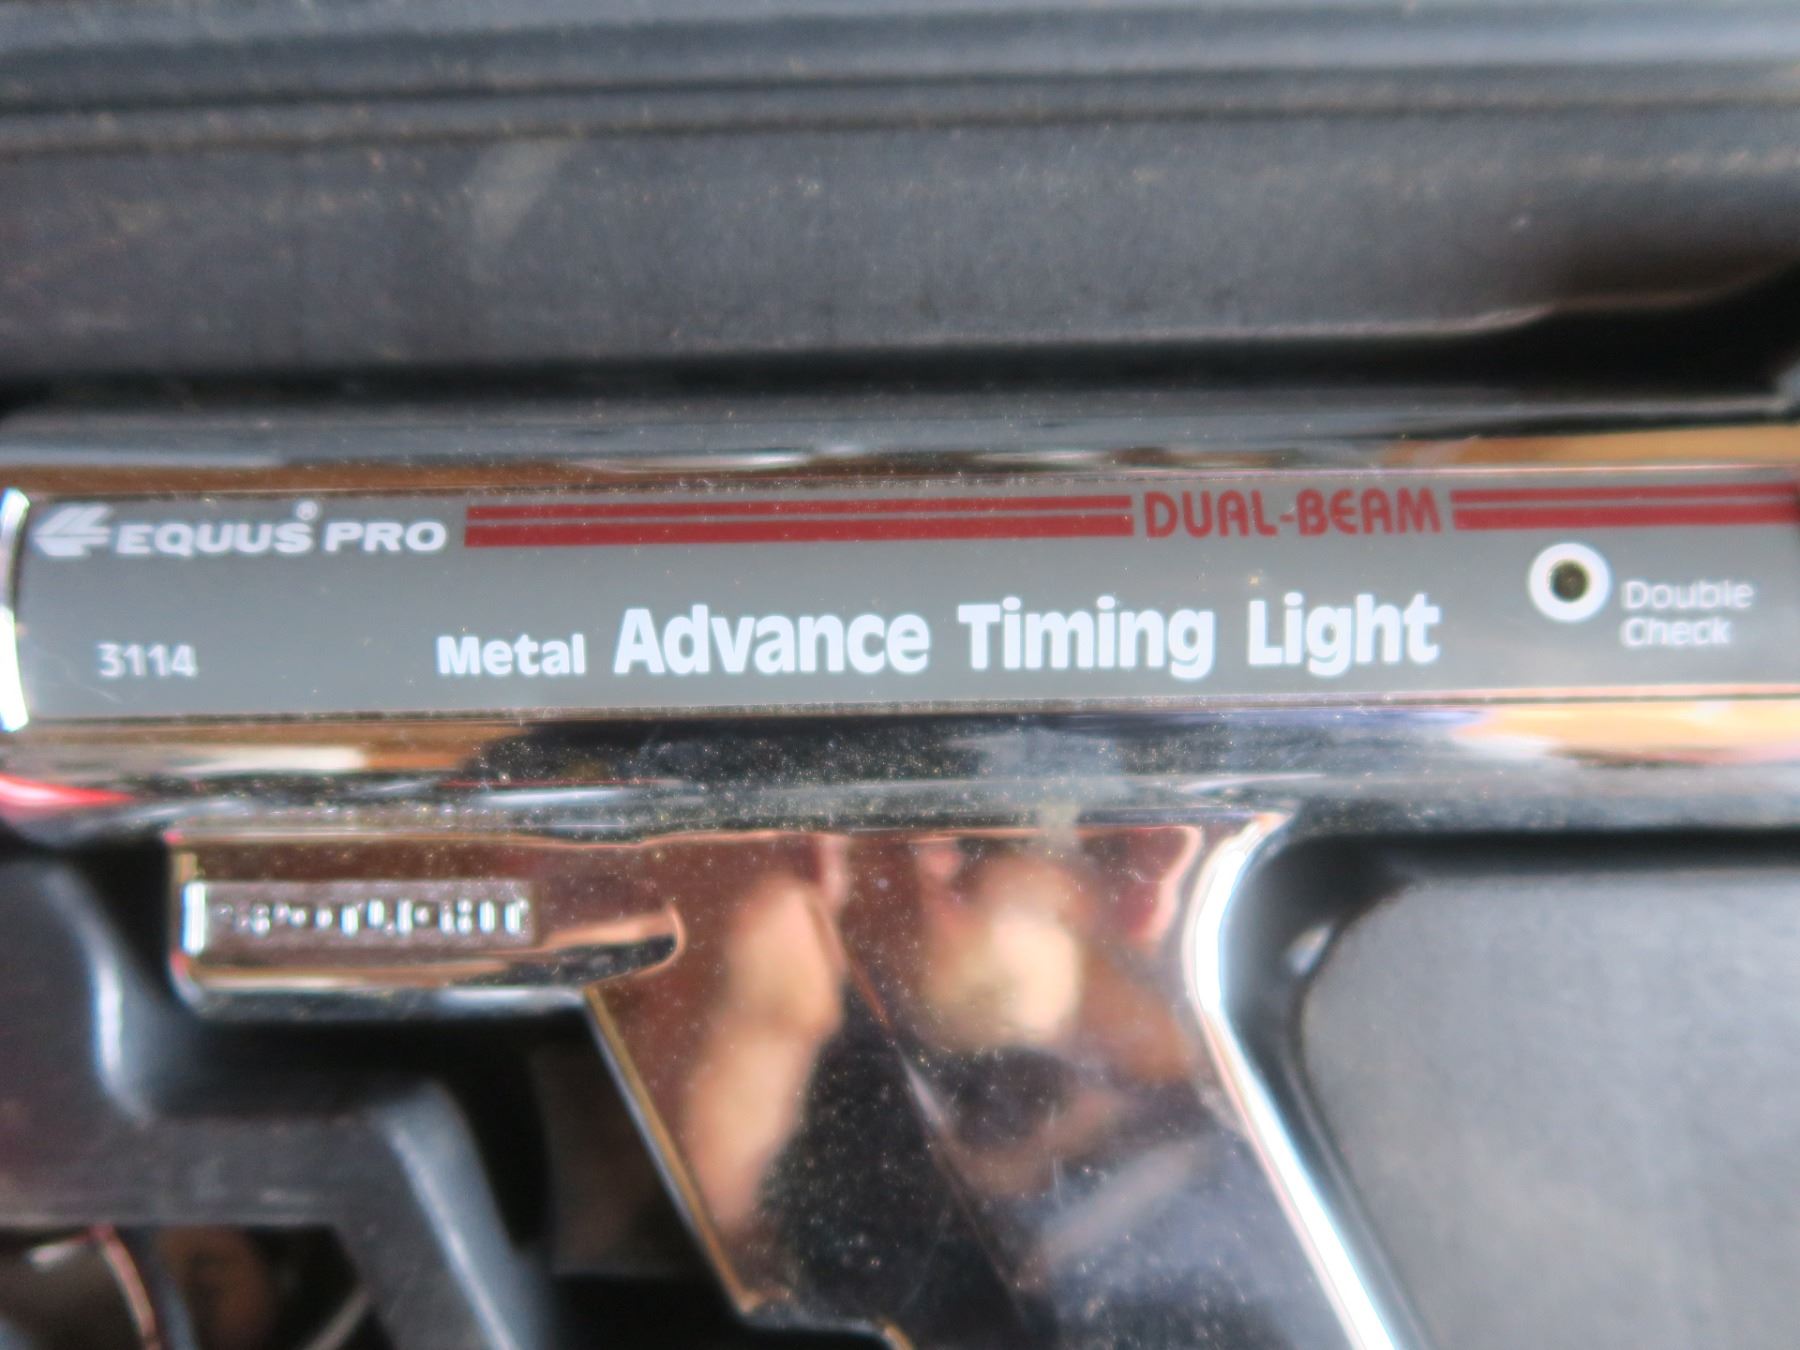 EQUUS® PRO
DUAL-BEAM
3114
Metal Advance Timing Light
Double
Check